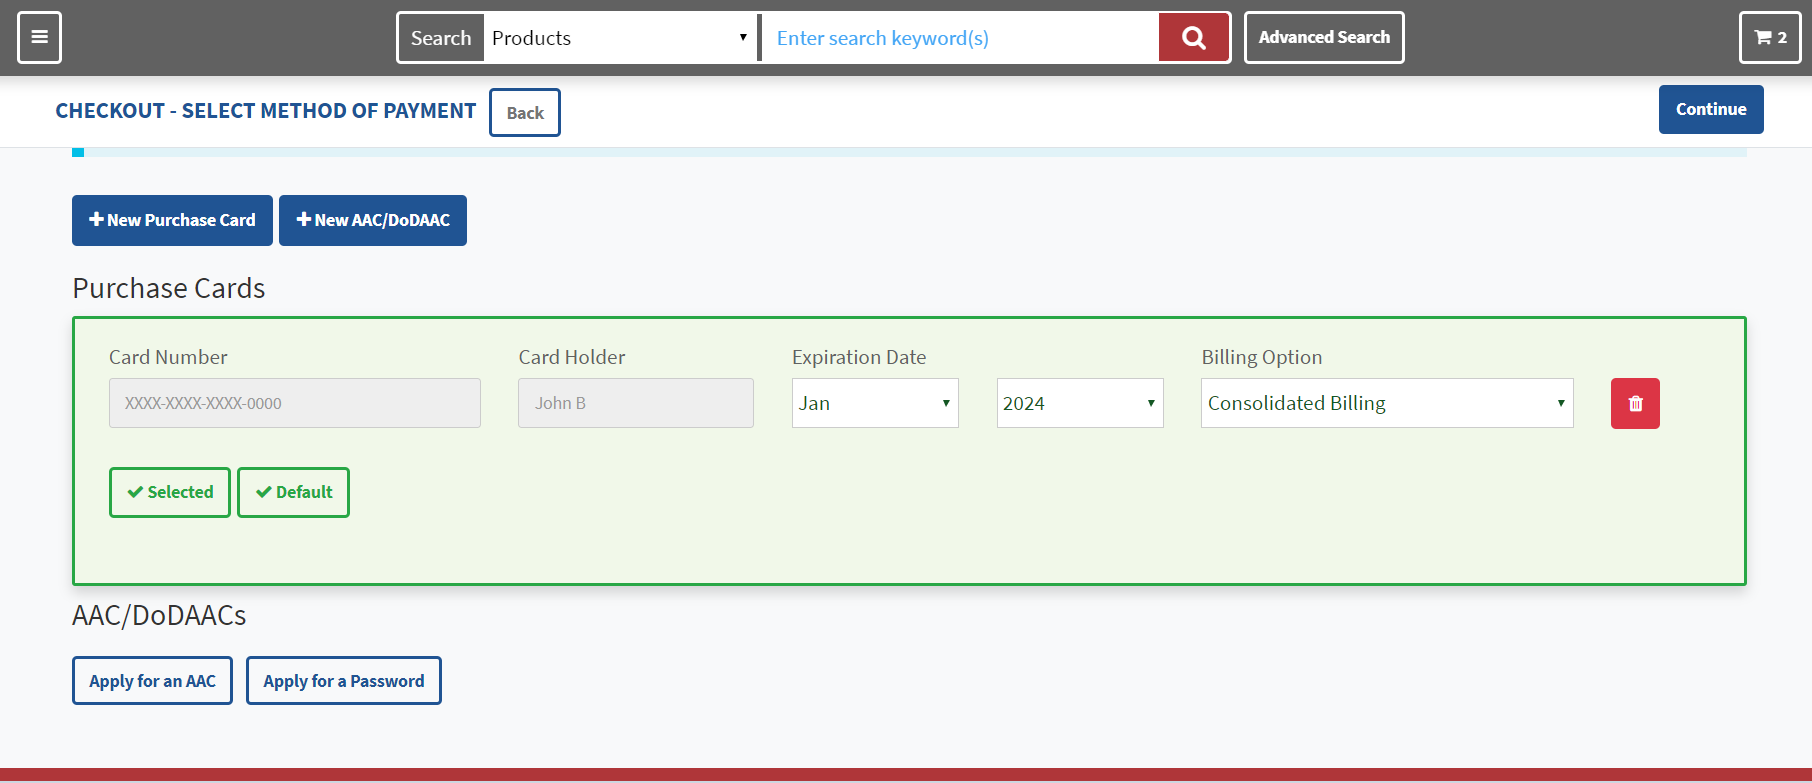 Search Products Enter search keyword(s) Advanced Search 2
CHECKOUT - SELECT METHOD OF PAYMENT Back Continue
New Purchase Card New AAC/DoDAAC
Purchase Cards
Card Number Card Holder Expiration Date Billing Option
XXXX-XXXX-XXXX-0000 John B Jan 2024 Consolidated Billing
Selected Default
AAC/DoDAACs
Apply for an AAC Apply for a Password